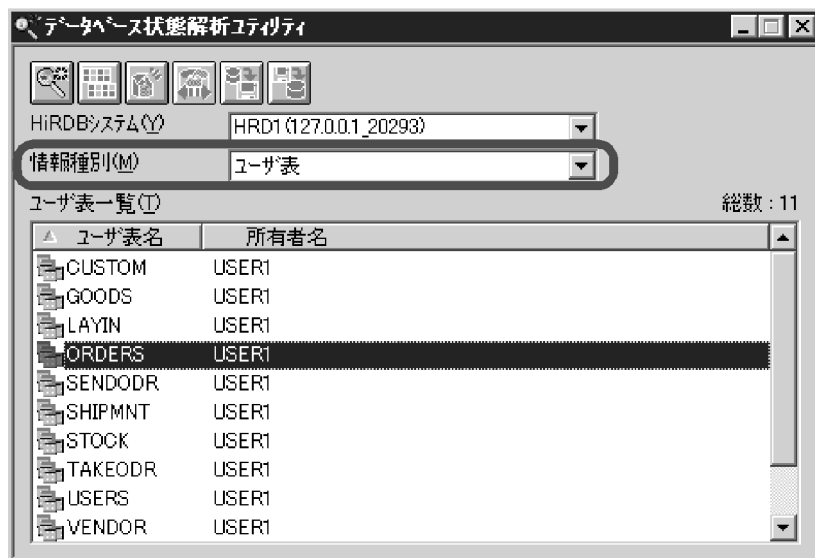 データベース状態解析ユティリティ
HiRDBシステム(Y) HRD1(127.0.0.1_20293)
情報種別(M) ユーザ表
ユーザ表一覧(T) 総数:11
ユーザ表名 所有者名
CUSTOM USER1
GOODS USER1
LAYIN USER1
ORDERS USER1
SENDODR USER1
SHIPMNT USER1
STOCK USER1
TAKEODR USER1
USERS USER1
VENDOR USER1